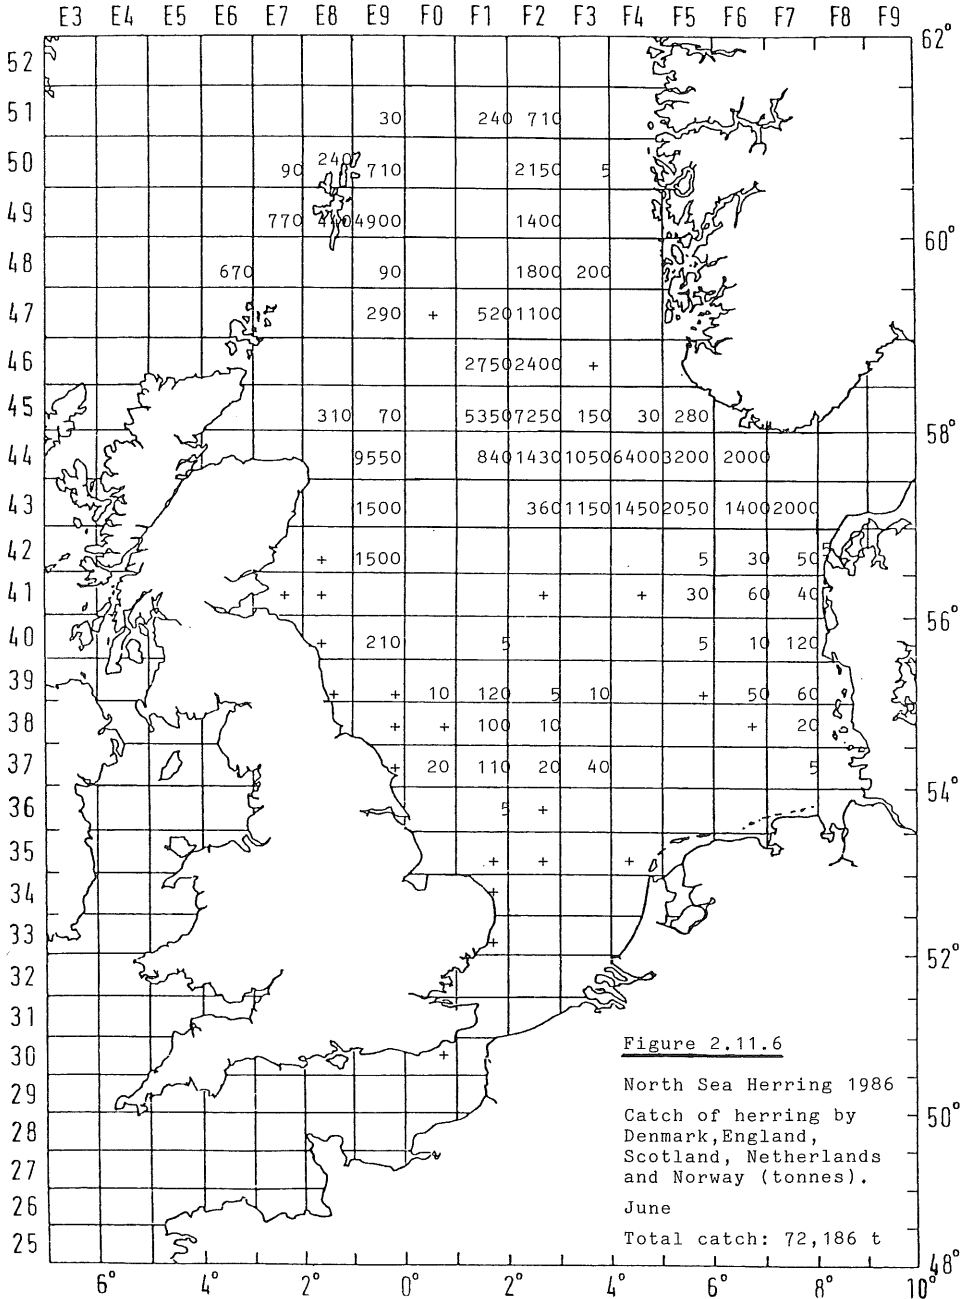 E3 E4 E5 E6 E7 E8 E9 F0 F1 F2 F3 F4 F5 F6 F7 F8 F9
62°
52
51 30 240 710
50 90 240 710 2150 5
49 770 4900 1400
60°
48 670 90 1800 200
47 290 + 520 1100
46 2750 2400 +
45 310 70 5350 7250 150 30 280
58°
44 9550 840 1430 1050 6400 3200 2000
43 1500 360 1150 1450 2050 1400 2000
42 + 1500 5 30 50
41 + + + + 30 60 40
56°
40 + 210 5 5 10 120
39 + + 10 120 5 10 + 50 60
38 + + 100 10 + 20
37 + 20 110 20 40 5
54°
36 5 +
35 + + +
34 +
33 +
52°
32
31
30 +
29
50°
28
27
26
25
48°
6° 4° 2° 0° 2° 4° 6° 8° 10°
Figure 2.11.6
North Sea Herring 1986
Catch of herring by
Denmark, England,
Scotland, Netherlands
and Norway (tonnes).
June
Total catch: 72,186 t